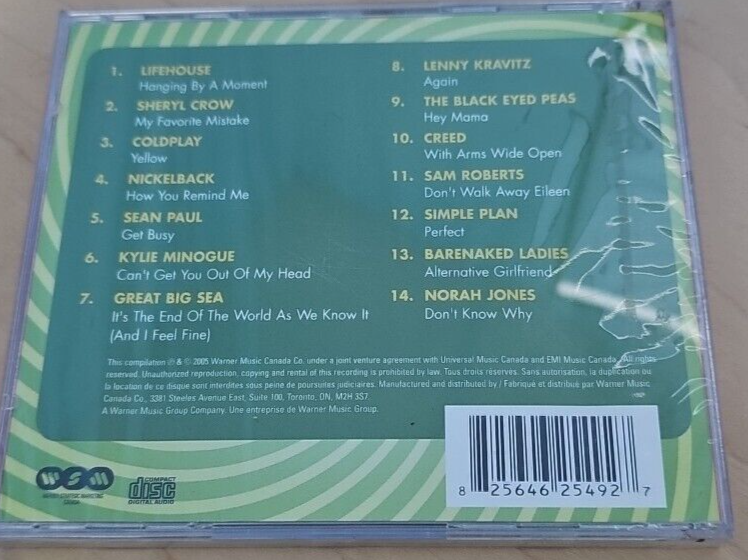 1. LIFEHOUSE
Hanging By A Moment
2. SHERYL CROW
My Favorite Mistake
3. COLDPLAY
Yellow
4. NICKELBACK
How You Remind Me
5. SEAN PAUL
Get Busy
6. KYLIE MINOGUE
Can't Get You Out Of My Head
7. GREAT BIG SEA
It's The End Of The World As We Know It
(And I Feel Fine)
8. LENNY KRAVITZ
Again
9. THE BLACK EYED PEAS
Hey Mama
10. CREED
With Arms Wide Open
11. SAM ROBERTS
Don't Walk Away Eileen
12. SIMPLE PLAN
Perfect
13. BARENAKED LADIES
Alternative Girlfriend
14. NORAH JONES
Don't Know Why
This compilation ℗ & © 2005 Warner Music Canada Co. under a joint venture agreement with Universal Music Canada and EMI Music Canada. All rights
reserved. Unauthorized reproduction, copying and rental of this recording is prohibited by law. Tous droits réservés. Sans autorisation, la duplication ou
la location de ce disque sont interdites sous peine de poursuites judiciaires. Manufactured and distributed by / Fabriqué et distribué par Warner Music
Canada Co., 3381 Steeles Avenue East, Suite 100, Toronto, ON, M2H 3S7.
A Warner Music Group Company. Une entreprise de Warner Music Group.
WSM
COMPACT
disc
DIGITAL AUDIO
8 25646 25492 7